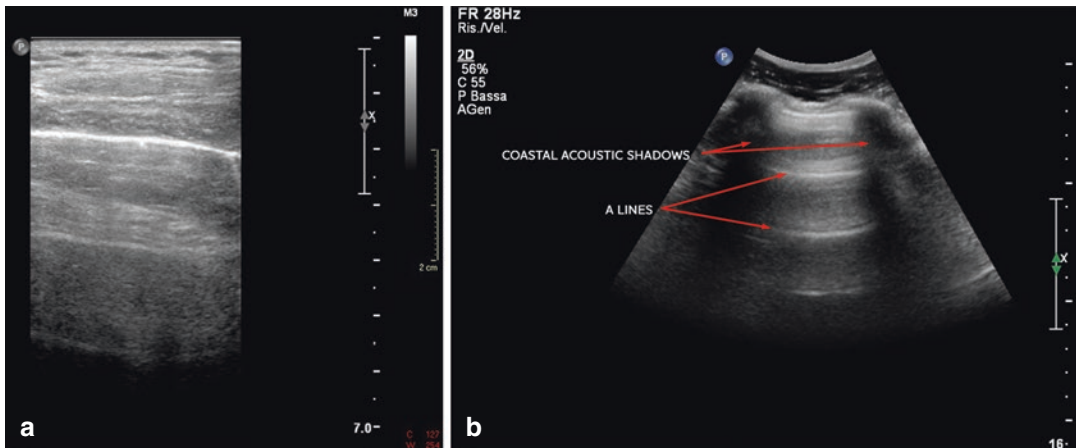 P
M3
X
2 cm
7.0
C 127
W 254
a
FR 28Hz
Ris./Vel.
2D
56%
C 55
P Bassa
AGen
P
COASTAL ACOUSTIC SHADOWS
A LINES
X
16
b